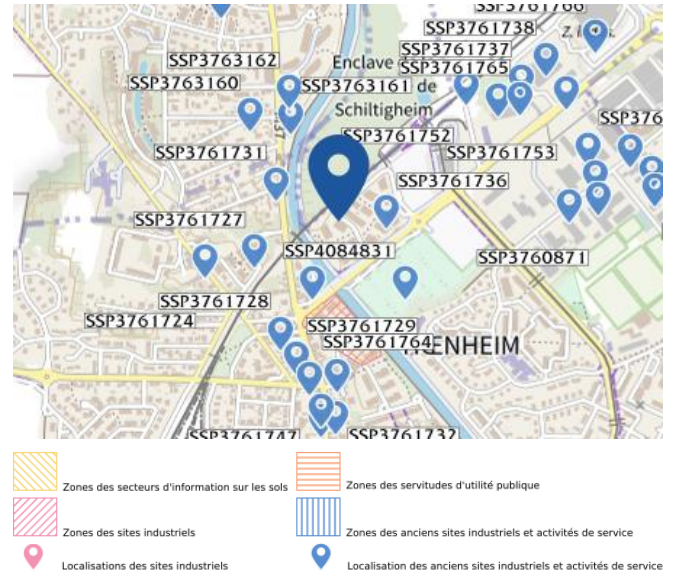 SSP3761766
SSP3761738
SSP3761737
SSP3763162
Enclave
SSP3761765
SSP3763160
SSP3763161
de
Schiltigheim
SSP376
SSP3761752
SSP3761731
SSP3761753
SSP3761736
SSP3761727
SSP4084831
SSP3760871
SSP3761728
SSP3761724
SSP3761729
SSP3761764
HŒNHEIM
SSP3761747
SSP3761732
Zones des secteurs d'information sur les sols
Zones des servitudes d'utilité publique
Zones des sites industriels
Zones des anciens sites industriels et activités de service
Localisations des sites industriels
Localisation des anciens sites industriels et activités de service